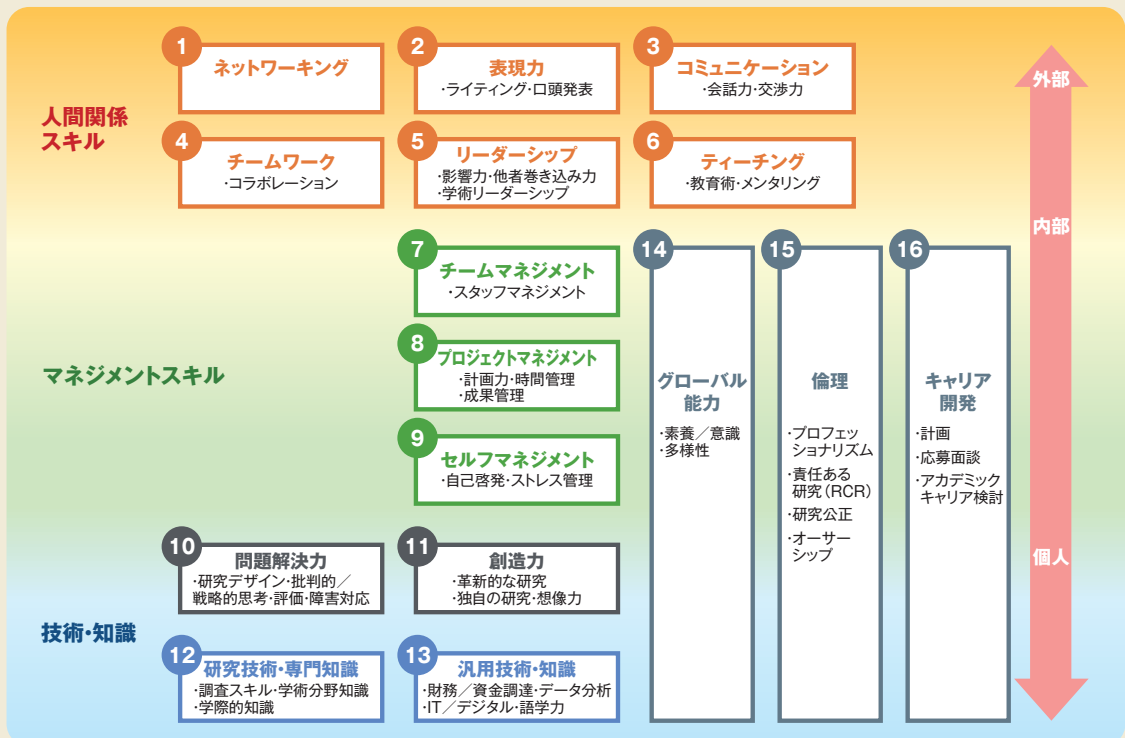 人間関係
スキル
1
ネットワーキング
2
表現力
・ライティング・口頭発表
3
コミュニケーション
・会話力・交渉力
4
チームワーク
・コラボレーション
5
リーダーシップ
・影響力・他者巻き込み力
・学術リーダーシップ
6
ティーチング
・教育術・メンタリング
マネジメントスキル
7
チームマネジメント
・スタッフマネジメント
8
プロジェクトマネジメント
・計画力・時間管理
・成果管理
9
セルフマネジメント
・自己啓発・ストレス管理
技術・知識
10
問題解決力
・研究デザイン・批判的／
戦略的思考・評価・障害対応
11
創造力
・革新的な研究
・独自の研究・想像力
12
研究技術・専門知識
・調査スキル・学術分野知識
・学際的知識
13
汎用技術・知識
・財務／資金調達・データ分析
・IT／デジタル・語学力
14
グローバル
能力
・素養／意識
・多様性
15
倫理
・プロフェッ
ショナリズム
・責任ある
研究（RCR）
・研究公正
・オーサー
シップ
16
キャリア
開発
・計画
・応募面談
・アカデミック
キャリア検討
外部
内部
個人